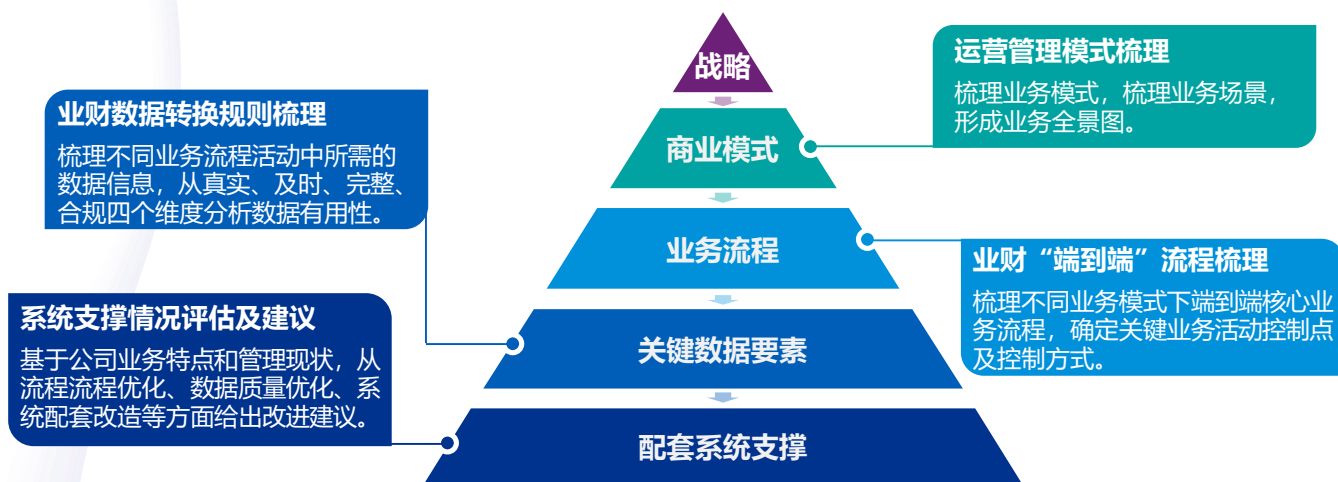 战略
运营管理模式梳理
梳理业务模式，梳理业务场景，
形成业务全景图。
商业模式
业财数据转换规则梳理
梳理不同业务流程活动中所需的
数据信息，从真实、及时、完整、
合规四个维度分析数据有用性。
业务流程
业财“端到端”流程梳理
梳理不同业务模式下端到端核心业
务流程，确定关键业务活动控制点
及控制方式。
系统支撑情况评估及建议
基于公司业务特点和管理现状，从
流程流程优化、数据质量优化、系
统配套改造等方面给出改进建议。
关键数据要素
配套系统支撑